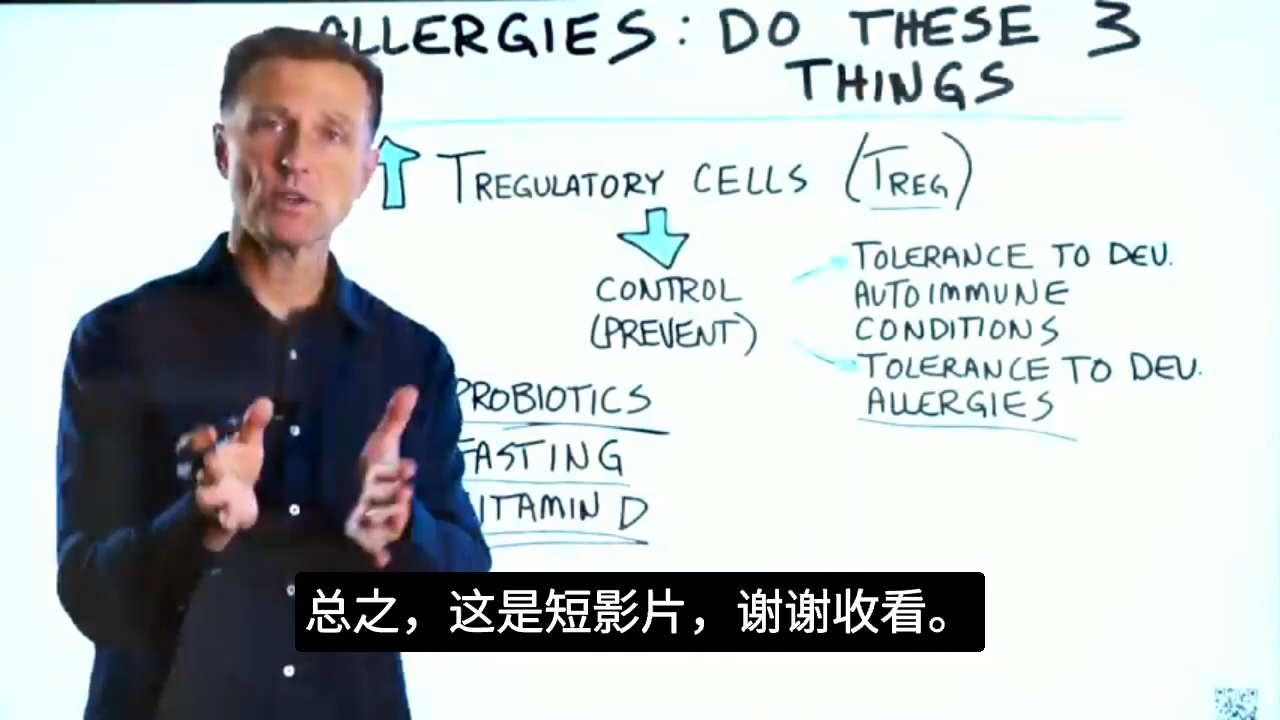 ALLERGIES: DO THESE 3
THINGS
TREGULATORY CELLS (TREG)
CONTROL
(PREVENT)
TOLERANCE TO DEV.
AUTOIMMUNE
CONDITIONS
TOLERANCE TO DEV.
ALLERGIES
PROBIOTICS
FASTING
VITAMIN D
总之，这是短影片，谢谢收看。